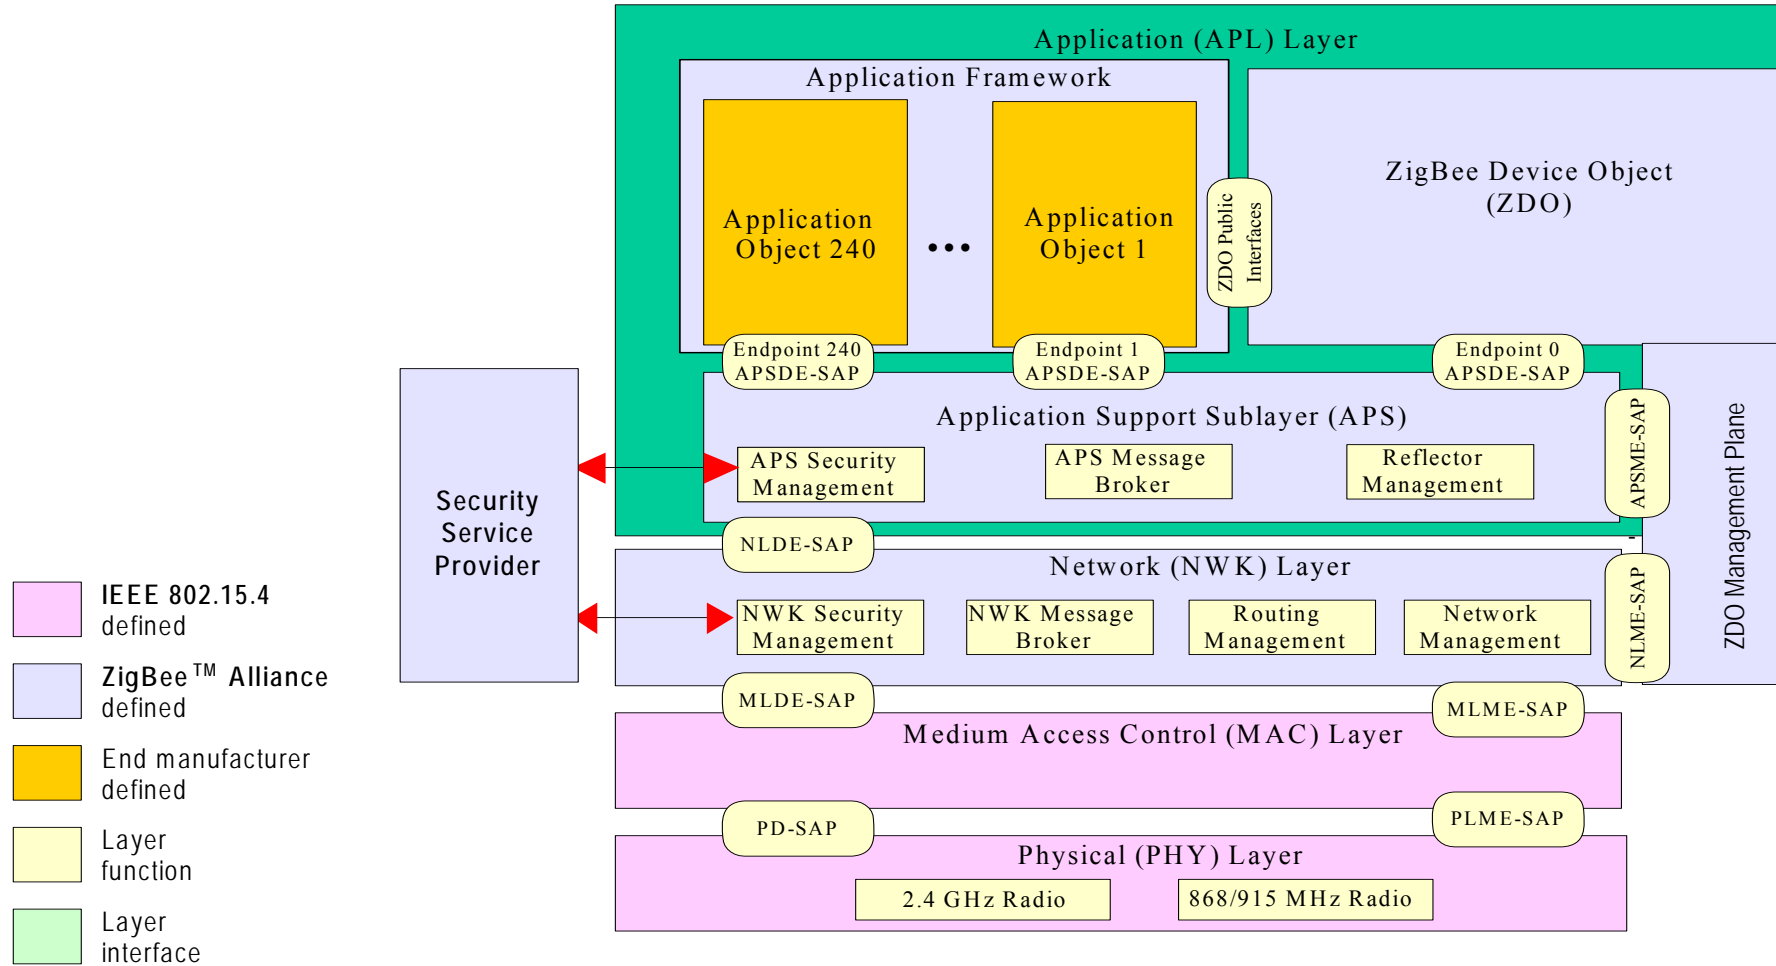 Application (APL) Layer
Application Framework
Application
Object 240
•••
Application
Object 1
ZDO Public
Interfaces
ZigBee Device Object
(ZDO)
Endpoint 240
APSDE-SAP
Endpoint 1
APSDE-SAP
Endpoint 0
APSDE-SAP
Application Support Sublayer (APS)
APS Security
Management
APS Message
Broker
Reflector
Management
APSME-SAP
ZDO Management Plane
Security
Service
Provider
NLDE-SAP
-
Network (NWK) Layer
NWK Security
Management
NWK Message
Broker
Routing
Management
Network
Management
NLME-SAP
MLDE-SAP
MLME-SAP
Medium Access Control (MAC) Layer
PD-SAP
PLME-SAP
Physical (PHY) Layer
2.4 GHz Radio
868/915 MHz Radio
IEEE 802.15.4
defined
ZigBee™ Alliance
defined
End manufacturer
defined
Layer
function
Layer
interface